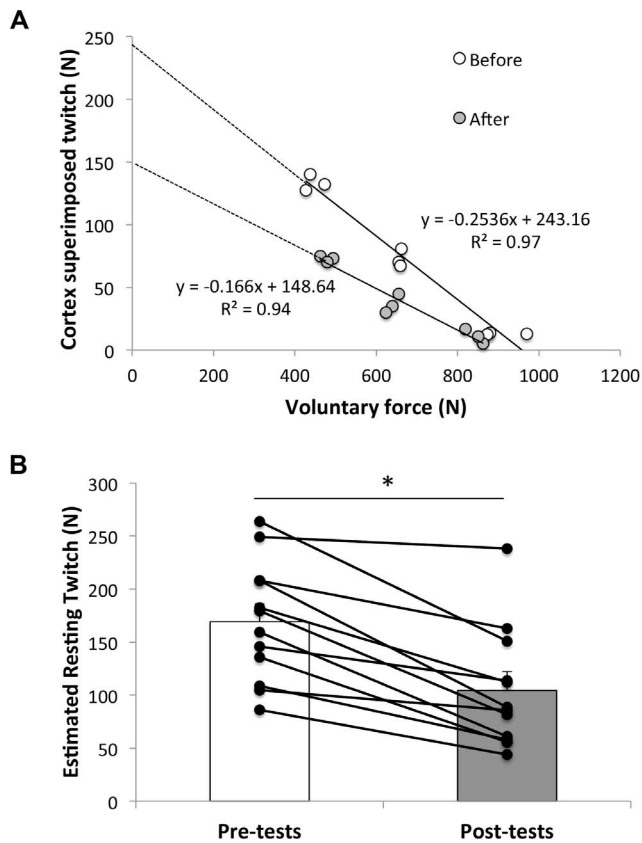 A
Cortex superimposed twitch (N)
250
200
150
100
50
0
Before
After
y = -0.2536x + 243.16
R² = 0.97
y = -0.166x + 148.64
R² = 0.94
0 200 400 600 800 1000 1200
Voluntary force (N)
B
Estimated Resting Twitch (N)
300
250
200
150
100
50
0
*
Pre-tests Post-tests